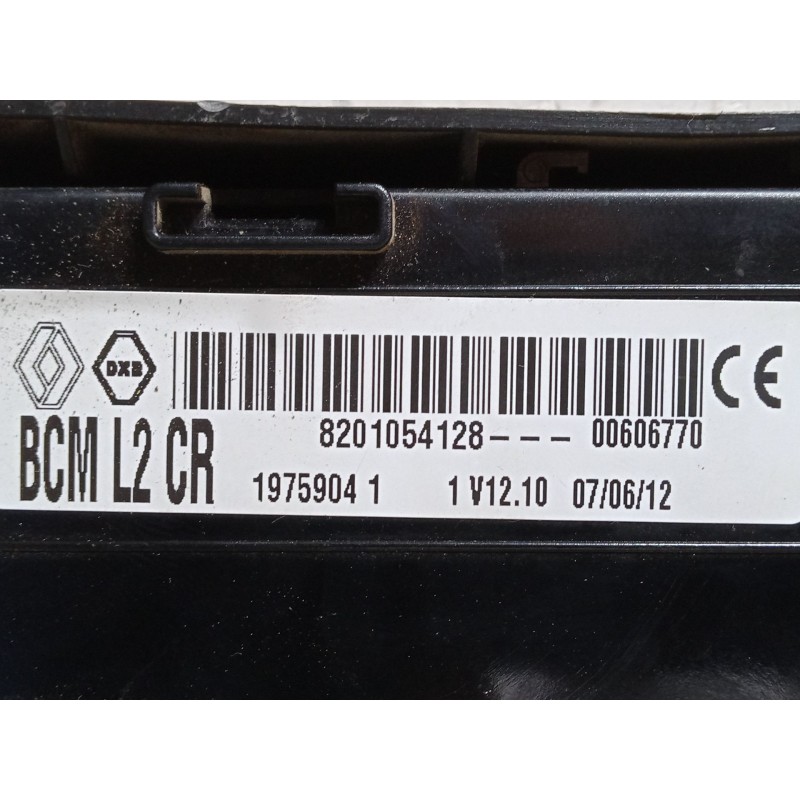 DXB
8201054128--- 00606770
BCM L2 CR
1975904 1 1 V12.10 07/06/12
CE